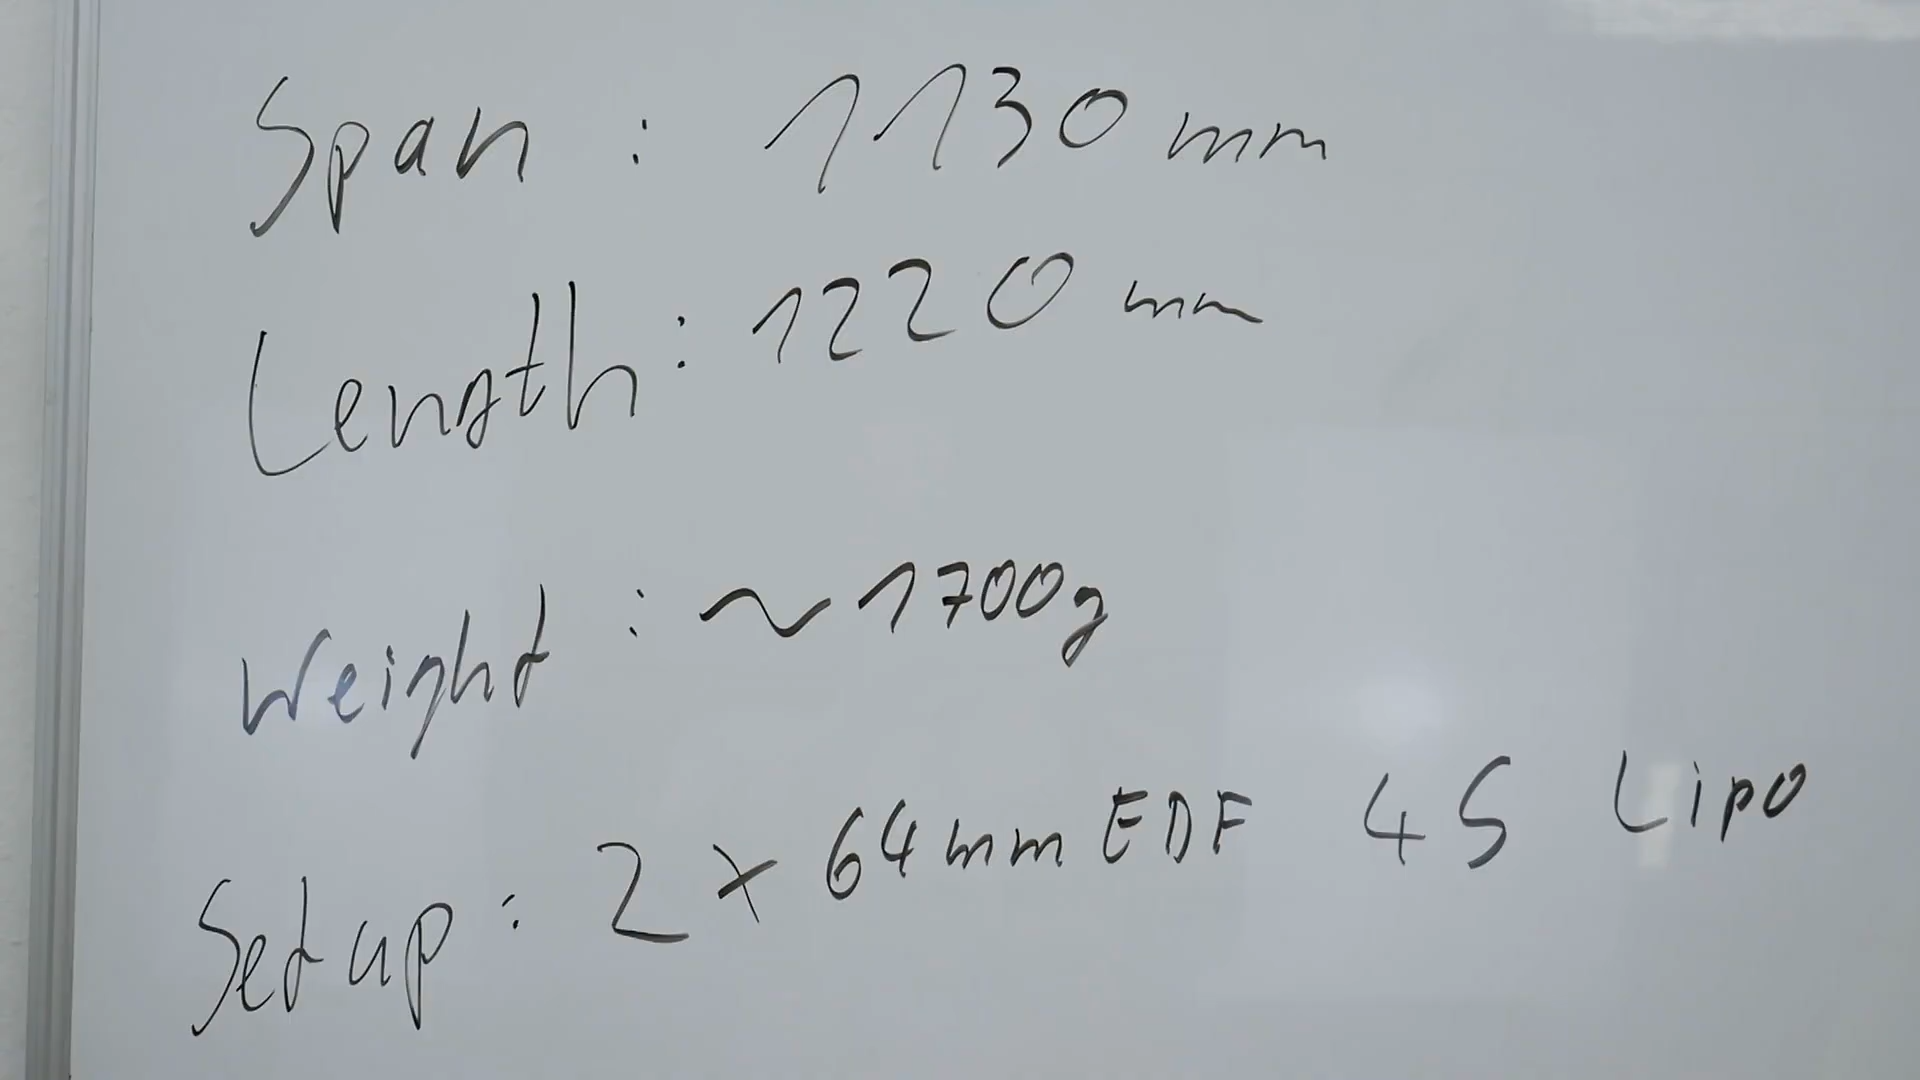 Span : 1130 mm
Length : 1220 mm
Weight : ~1700g
Setup : 2 x 64mm EDF 4S Lipo